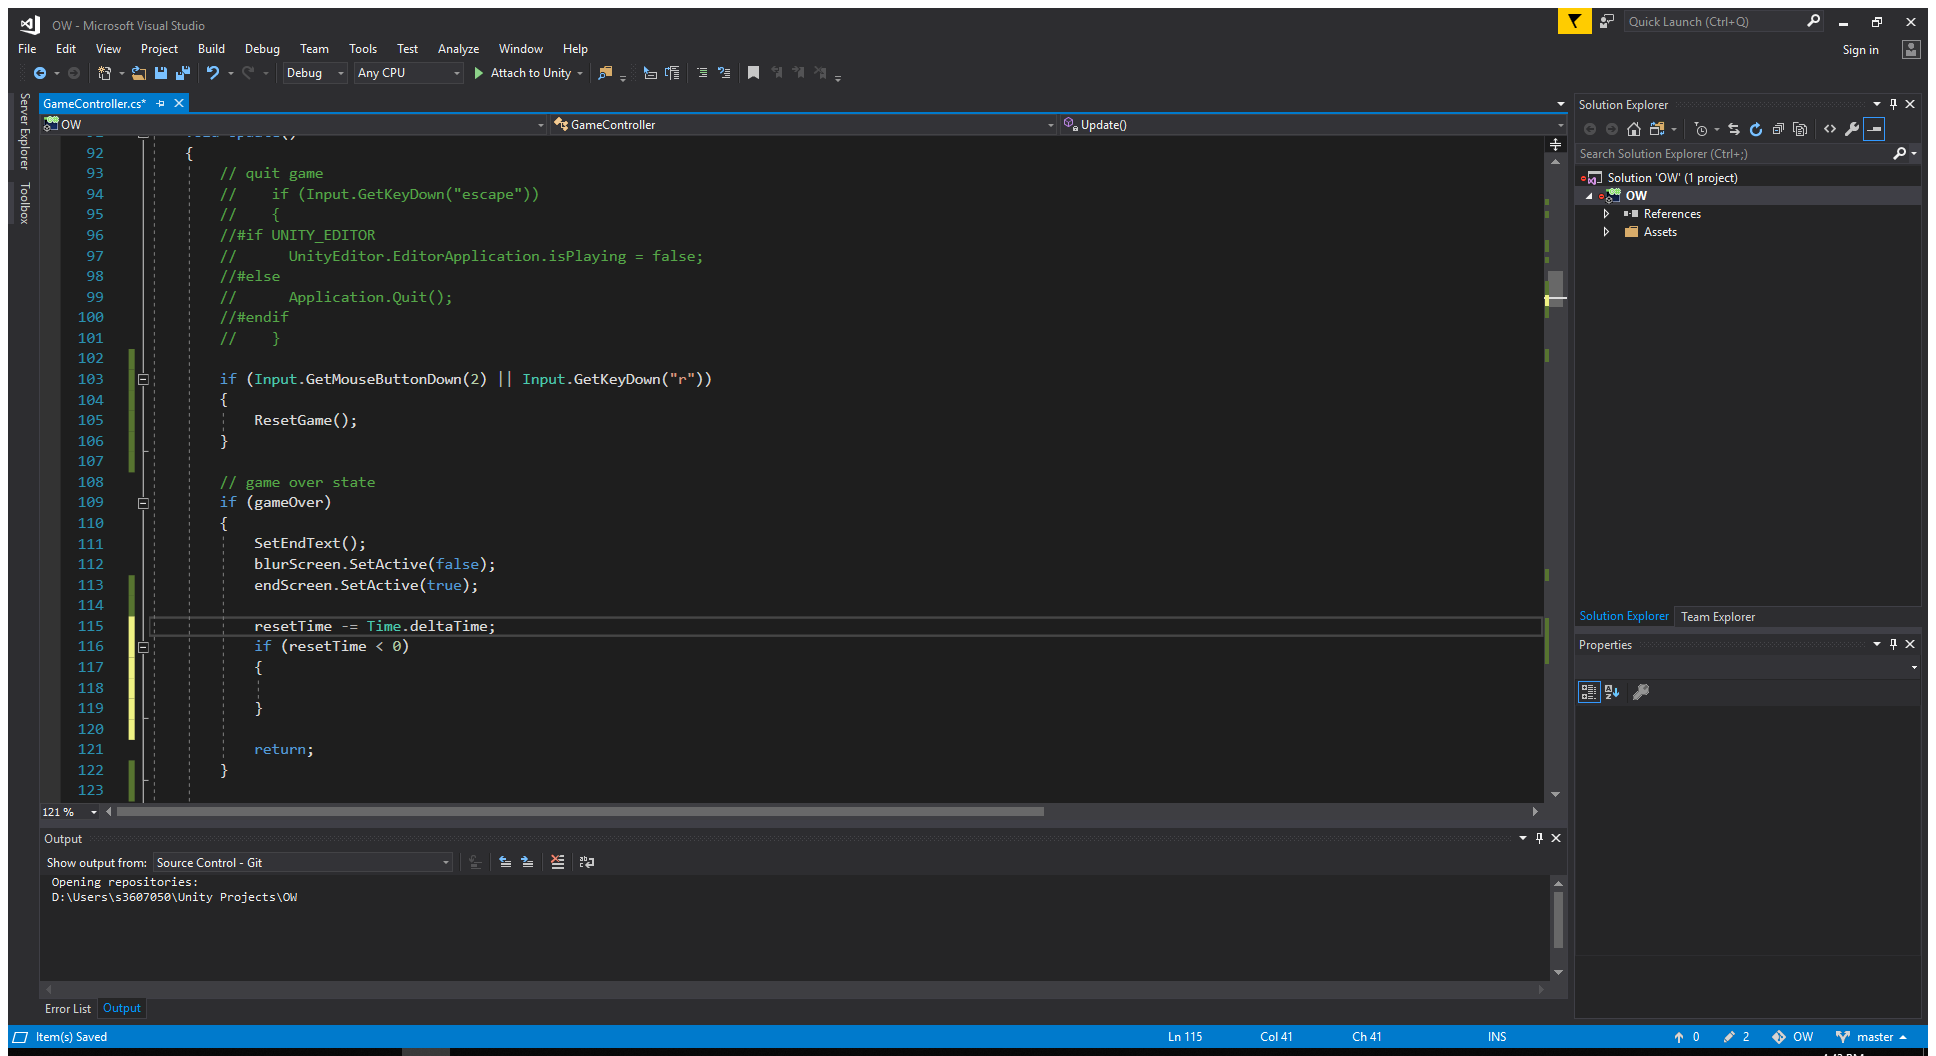 OW - Microsoft Visual Studio
Quick Launch (Ctrl+Q)
File Edit View Project Build Debug Team Tools Test Analyze Window Help
Sign in
Debug Any CPU Attach to Unity
Server Explorer
Toolbox
GameController.cs*
OW GameController Update()
92 {
93 // quit game
94 //    if (Input.GetKeyDown("escape"))
95 //    {
96 //#if UNITY_EDITOR
97 //      UnityEditor.EditorApplication.isPlaying = false;
98 //#else
99 //      Application.Quit();
100 //#endif
101 //    }
102
103 if (Input.GetMouseButtonDown(2) || Input.GetKeyDown("r"))
104 {
105 ResetGame();
106 }
107
108 // game over state
109 if (gameOver)
110 {
111 SetEndText();
112 blurScreen.SetActive(false);
113 endScreen.SetActive(true);
114
115 resetTime -= Time.deltaTime;
116 if (resetTime < 0)
117 {
118
119 }
120
121 return;
122 }
123
121 %
Output
Show output from: Source Control - Git
Opening repositories:
D:\Users\s3607050\Unity Projects\OW
Error List Output
Solution Explorer
Search Solution Explorer (Ctrl+;)
Solution 'OW' (1 project)
OW
References
Assets
Solution Explorer Team Explorer
Properties
Item(s) Saved Ln 115 Col 41 Ch 41 INS 0 2 OW master